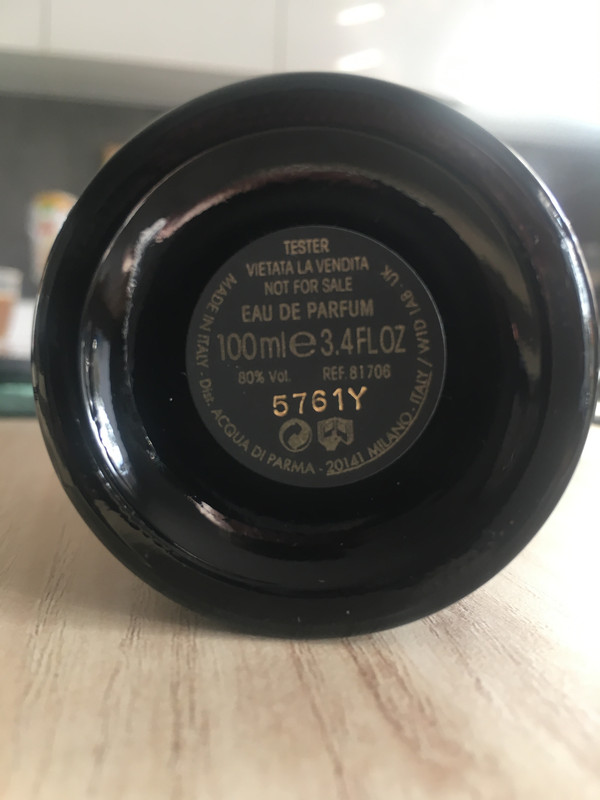 TESTER
VIETATA LA VENDITA
NOT FOR SALE
EAU DE PARFUM
100ml e 3.4FL.OZ
80% Vol. REF. 81706
5761Y
MADE IN ITALY · Distr. ACQUA DI PARMA - 20141 MILANO - ITALY / W1D 1AB - UK